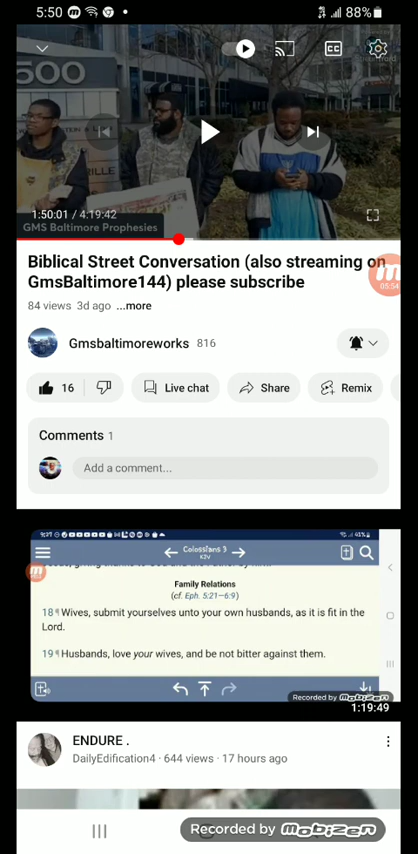 5:50
88%
500
CC
1:50:01 / 4:19:42
GMS Baltimore Prophesies
Biblical Street Conversation (also streaming on
GmsBaltimore144) please subscribe
05:54
84 views 3d ago ...more
Gmsbaltimoreworks 816
16
Live chat
Share
Remix
Comments 1
Add a comment...
41%
Colossians 3
KJV
Family Relations
(cf. Eph. 5:21–6:9)
18 ¶ Wives, submit yourselves unto your own husbands, as it is fit in the
Lord.
19 ¶ Husbands, love your wives, and be not bitter against them.
Recorded by mobizen
1:19:49
ENDURE .
DailyEdification4 · 644 views · 17 hours ago
Recorded by mobizen